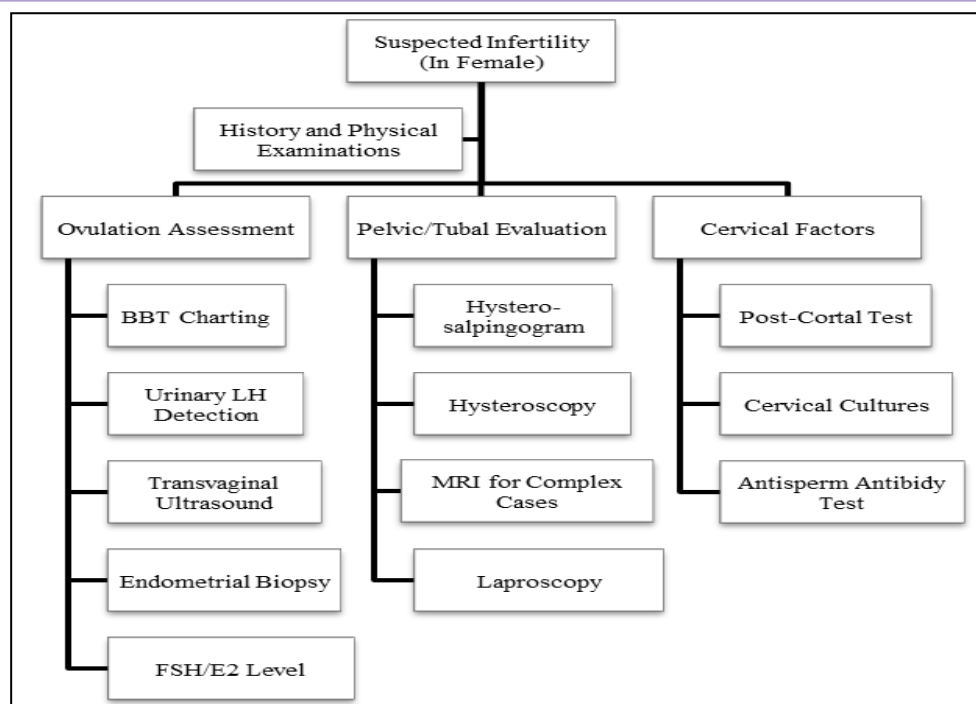 Suspected Infertility
(In Female)
History and Physical
Examinations
Ovulation Assessment
BBT Charting
Urinary LH
Detection
Transvaginal
Ultrasound
Endometrial Biopsy
FSH/E2 Level
Pelvic/Tubal Evaluation
Hystero-
salpingogram
Hysteroscopy
MRI for Complex
Cases
Laproscopy
Cervical Factors
Post-Cortal Test
Cervical Cultures
Antisperm Antibidy
Test